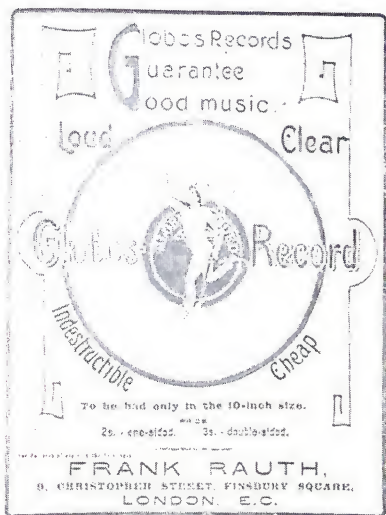 Globos Records
Guarantee
Good music.
Loud
Clear
Globos Record
Indestructible
Cheap
To be had only in the 10-inch size.
PRICE
2s. - one-sided. 3s. - double-sided.
FRANK RAUTH,
9, CHRISTOPHER STREET, FINSBURY SQUARE,
LONDON, E.C.